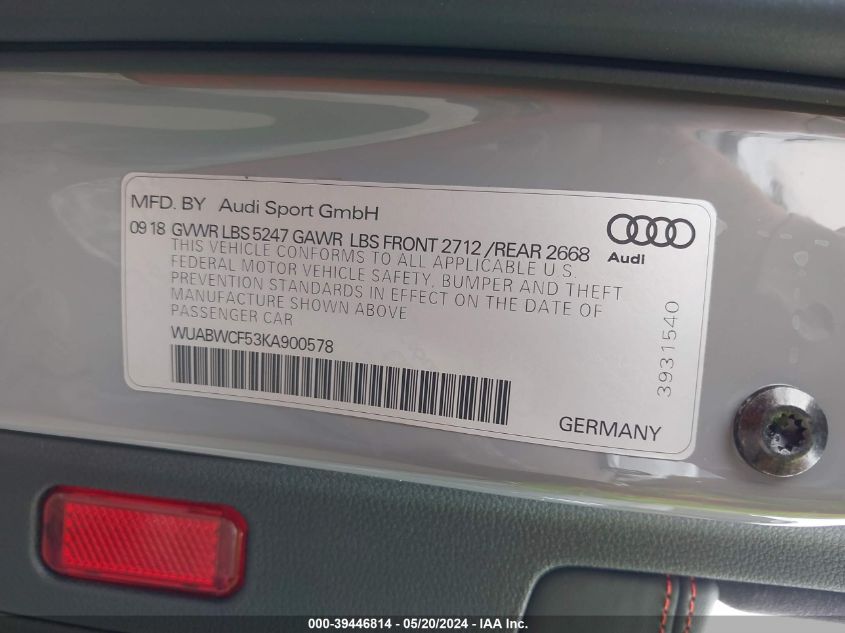 MFD. BY Audi Sport GmbH
09 18 GVWR LBS 5247 GAWR LBS FRONT 2712 /REAR 2668
THIS VEHICLE CONFORMS TO ALL APPLICABLE U.S.
FEDERAL MOTOR VEHICLE SAFETY, BUMPER AND THEFT
PREVENTION STANDARDS IN EFFECT ON THE DATE OF
MANUFACTURE SHOWN ABOVE
PASSENGER CAR
WUABWCF53KA900578
Audi
3931540
GERMANY
000-39446814 / 05/20/2024 - IAAI, Inc.